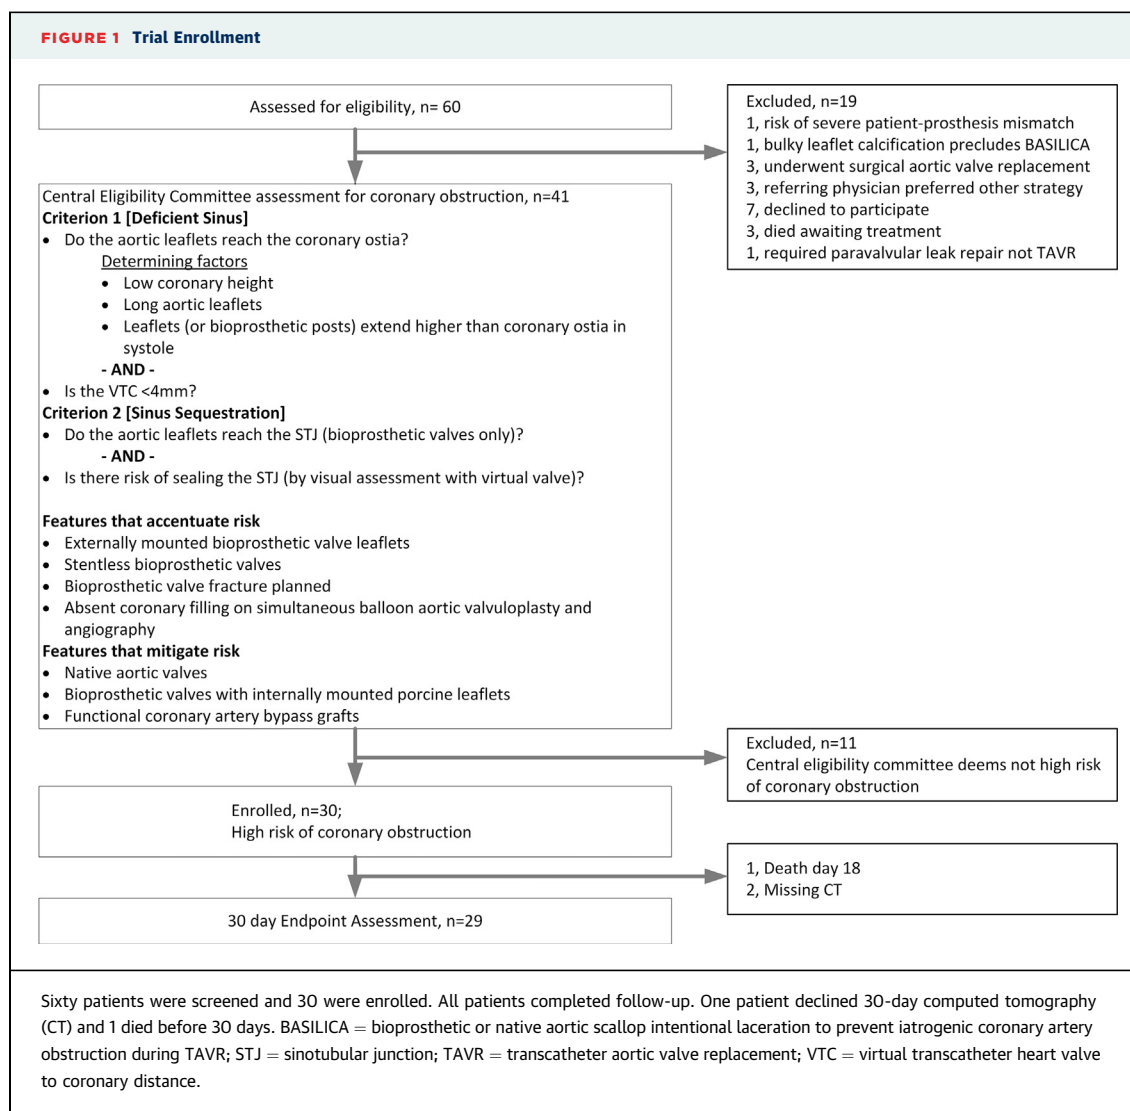 FIGURE 1 Trial Enrollment
Assessed for eligibility, n= 60
Excluded, n=19
1, risk of severe patient-prosthesis mismatch
1, bulky leaflet calcification precludes BASILICA
3, underwent surgical aortic valve replacement
3, referring physician preferred other strategy
7, declined to participate
3, died awaiting treatment
1, required paravalvular leak repair not TAVR
Central Eligibility Committee assessment for coronary obstruction, n=41
Criterion 1 [Deficient Sinus]
• Do the aortic leaflets reach the coronary ostia?
Determining factors
• Low coronary height
• Long aortic leaflets
• Leaflets (or bioprosthetic posts) extend higher than coronary ostia in
systole
- AND -
• Is the VTC <4mm?
Criterion 2 [Sinus Sequestration]
• Do the aortic leaflets reach the STJ (bioprosthetic valves only)?
- AND -
• Is there risk of sealing the STJ (by visual assessment with virtual valve)?
Features that accentuate risk
• Externally mounted bioprosthetic valve leaflets
• Stentless bioprosthetic valves
• Bioprosthetic valve fracture planned
• Absent coronary filling on simultaneous balloon aortic valvuloplasty and
angiography
Features that mitigate risk
• Native aortic valves
• Bioprosthetic valves with internally mounted porcine leaflets
• Functional coronary artery bypass grafts
Excluded, n=11
Central eligibility committee deems not high risk
of coronary obstruction
Enrolled, n=30;
High risk of coronary obstruction
1, Death day 18
2, Missing CT
30 day Endpoint Assessment, n=29
Sixty patients were screened and 30 were enrolled. All patients completed follow-up. One patient declined 30-day computed tomography
(CT) and 1 died before 30 days. BASILICA = bioprosthetic or native aortic scallop intentional laceration to prevent iatrogenic coronary artery
obstruction during TAVR; STJ = sinotubular junction; TAVR = transcatheter aortic valve replacement; VTC = virtual transcatheter heart valve
to coronary distance.